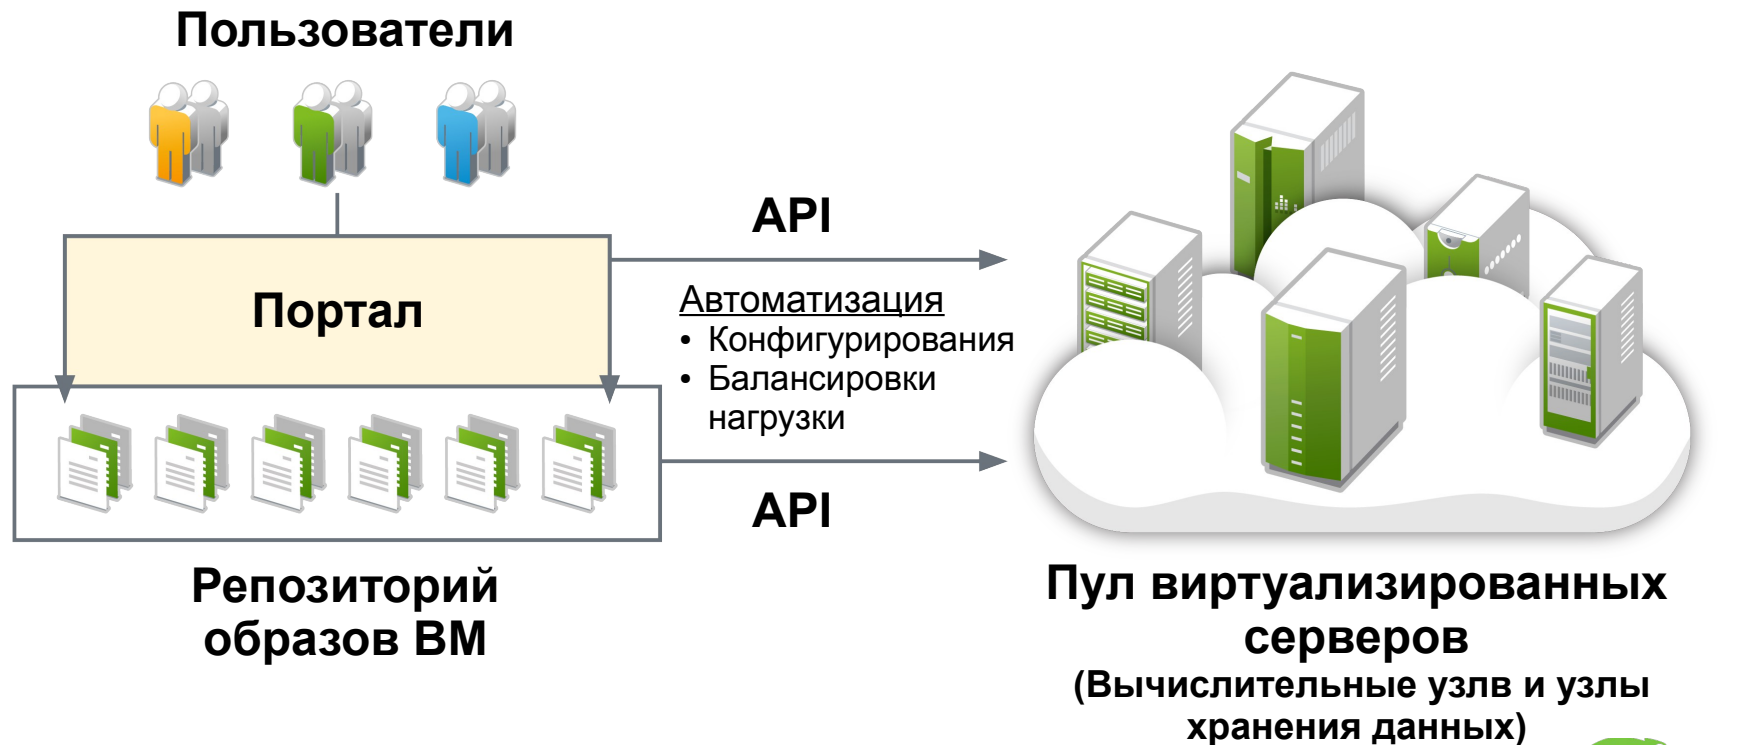 Пользователи
Портал
API
Автоматизация
• Конфигурирования
• Балансировки
нагрузки
API
Репозиторий
образов ВМ
Пул виртуализированных
серверов
(Вычислительные узлв и узлы
хранения данных)